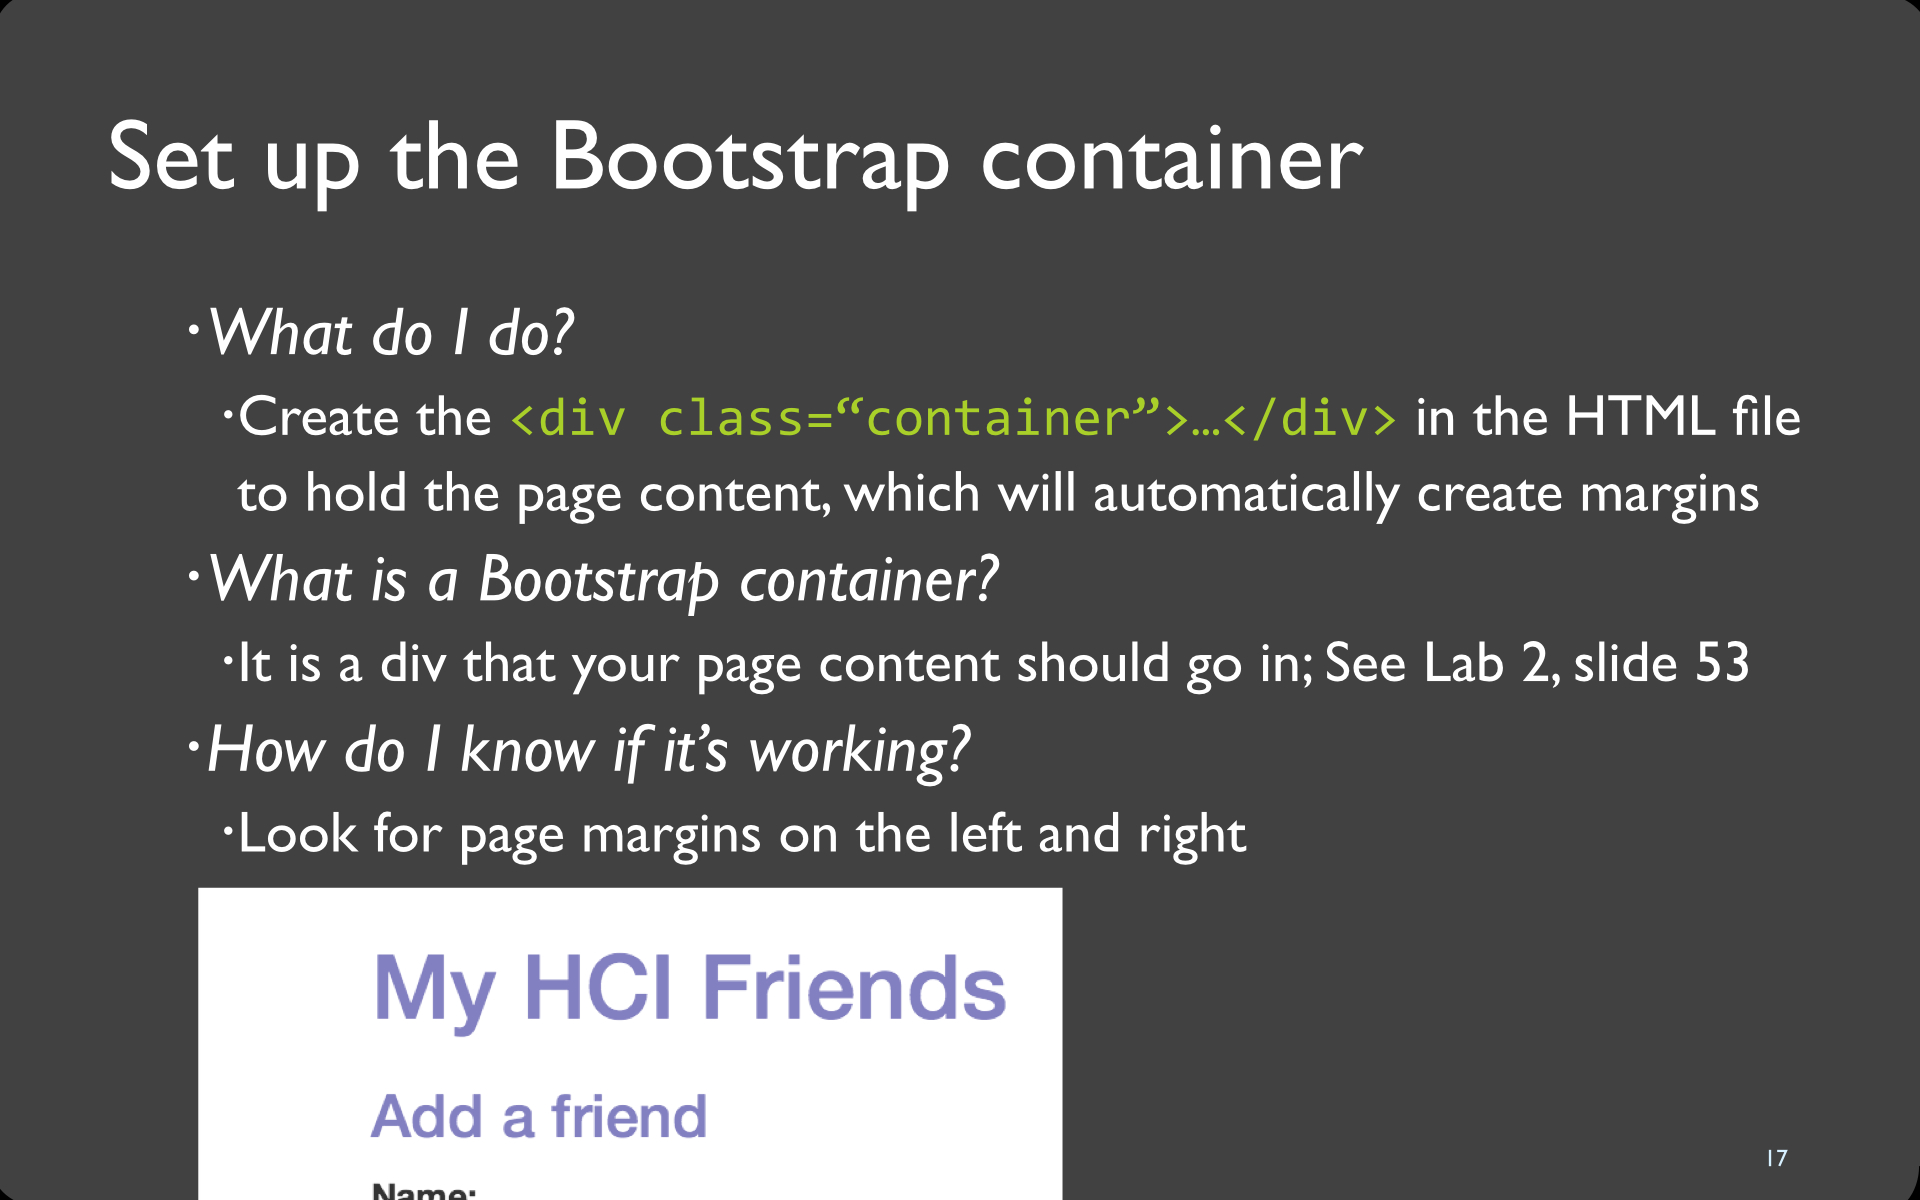 Set up the Bootstrap container
·What do I do?
·Create the <div class=“container”>…</div> in the HTML file
to hold the page content, which will automatically create margins
·What is a Bootstrap container?
·It is a div that your page content should go in; See Lab 2, slide 53
·How do I know if it’s working?
·Look for page margins on the left and right
My HCI Friends
Add a friend
Name:
17